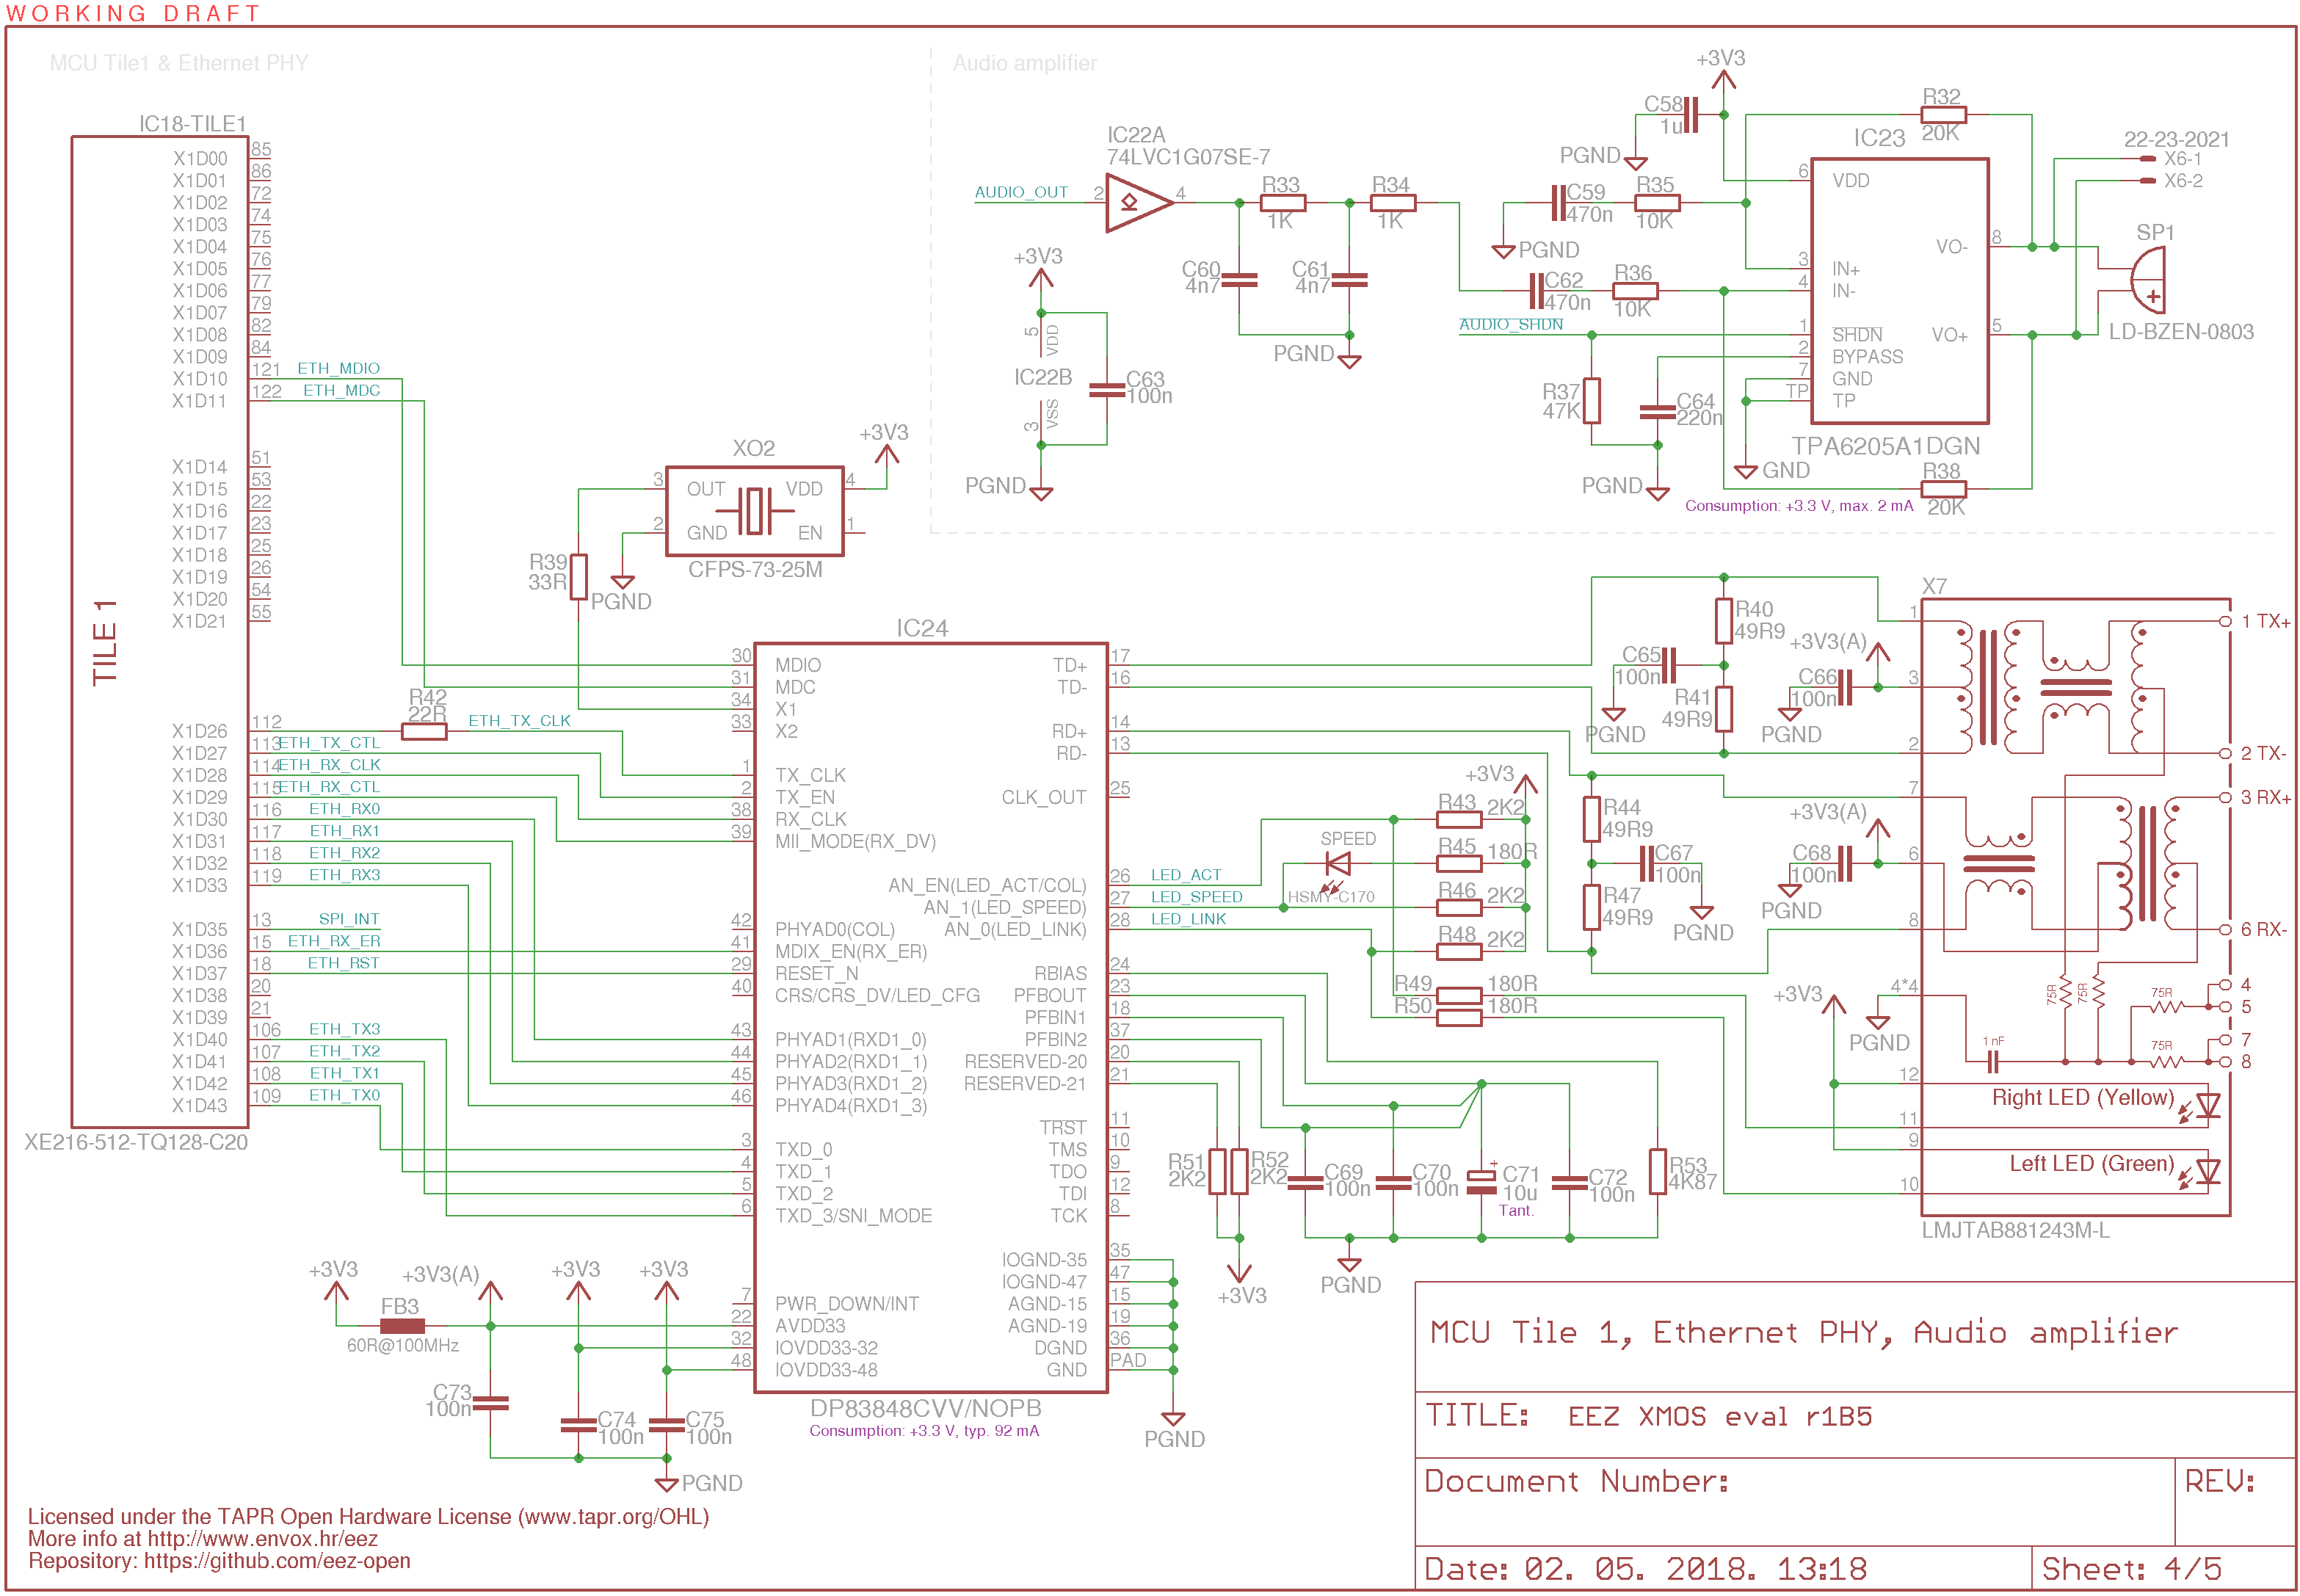 WORKING DRAFT
MCU Tile1 & Ethernet PHY
Audio amplifier
IC18-TILE1
X1D00 85
X1D01 86
X1D02 72
X1D03 74
X1D04 75
X1D05 76
X1D06 77
X1D07 79
X1D08 82
X1D09 84
X1D10 121 ETH_MDIO
X1D11 122 ETH_MDC
X1D14 51
X1D15 53
X1D16 22
X1D17 23
X1D18 25
X1D19 26
X1D20 54
X1D21 55
TILE 1
X1D26 112
R42
22R
ETH_TX_CLK
X1D27 113 ETH_TX_CTL
X1D28 114 ETH_RX_CLK
X1D29 115 ETH_RX_CTL
X1D30 116 ETH_RX0
X1D31 117 ETH_RX1
X1D32 118 ETH_RX2
X1D33 119 ETH_RX3
X1D35 13 SPI_INT
X1D36 15 ETH_RX_ER
X1D37 18 ETH_RST
X1D38 20
X1D39 21
X1D40 106 ETH_TX3
X1D41 107 ETH_TX2
X1D42 108 ETH_TX1
X1D43 109 ETH_TX0
XE216-512-TQ128-C20
XO2
+3V3
3 OUT VDD 4
2 GND EN 1
CFPS-73-25M
R39
33R
PGND
IC22A
74LVC1G07SE-7
AUDIO_OUT 2 4
R33
1K
R34
1K
C60
4n7
C61
4n7
PGND
+3V3
5 VDD
IC22B
3 VSS
C63
100n
PGND
+3V3
C58
1u
PGND
C59
470n
R35
10K
PGND
C62
470n
R36
10K
AUDIO_SHDN
R37
47K
C64
220n
PGND
R32
20K
IC23
6 VDD
VO- 8
3 IN+
4 IN-
1 SHDN
VO+ 5
2 BYPASS
7 GND
TP TP
TPA6205A1DGN
GND
R38
20K
Consumption: +3.3 V, max. 2 mA
22-23-2021
X6-1
X6-2
SP1
+
LD-BZEN-0803
IC24
30 MDIO
31 MDC
34 X1
33 X2
1 TX_CLK
2 TX_EN
38 RX_CLK
39 MII_MODE(RX_DV)
42 PHYAD0(COL)
41 MDIX_EN(RX_ER)
29 RESET_N
40 CRS/CRS_DV/LED_CFG
43 PHYAD1(RXD1_0)
44 PHYAD2(RXD1_1)
45 PHYAD3(RXD1_2)
46 PHYAD4(RXD1_3)
3 TXD_0
4 TXD_1
5 TXD_2
6 TXD_3/SNI_MODE
7 PWR_DOWN/INT
22 AVDD33
32 IOVDD33-32
48 IOVDD33-48
TD+ 17
TD- 16
RD+ 14
RD- 13
CLK_OUT 25
AN_EN(LED_ACT/COL) 26 LED_ACT
AN_1(LED_SPEED) 27 LED_SPEED
AN_0(LED_LINK) 28 LED_LINK
RBIAS 24
PFBOUT 23
PFBIN1 18
PFBIN2 37
RESERVED-20 20
RESERVED-21 21
TRST 11
TMS 10
TDO 9
TDI 12
TCK 8
IOGND-35 35
IOGND-47 47
AGND-15 15
AGND-19 19
DGND 36
GND PAD
PGND
DP83848CVV/NOPB
Consumption: +3.3 V, typ. 92 mA
+3V3
FB3
60R@100MHz
+3V3(A)
+3V3
+3V3
C73
100n
C74
100n
C75
100n
PGND
SPEED
HSMY-C170
+3V3
R43 2K2
R45 180R
R46 2K2
R48 2K2
R49 180R
R50 180R
R40
49R9
C65
100n
R41
49R9
PGND
+3V3(A)
C66
100n
PGND
R44
49R9
C67
100n
R47
49R9
PGND
+3V3(A)
C68
100n
PGND
+3V3
PGND
R51
2K2
R52
2K2
+3V3
C69
100n
C70
100n
+
C71
10u
Tant.
C72
100n
R53
4K87
PGND
X7
1
3
2
7
6
8
4*4
12
11
9
10
1 TX+
2 TX-
3 RX+
6 RX-
4
5
7
8
75R
75R
75R
75R
1 nF
Right LED (Yellow)
Left LED (Green)
LMJTAB881243M-L
MCU Tile 1, Ethernet PHY, Audio amplifier
TITLE: EEZ XMOS eval r1B5
Document Number:
REV:
Date: 02. 05. 2018. 13:18
Sheet: 4/5
Licensed under the TAPR Open Hardware License (www.tapr.org/OHL)
More info at http://www.envox.hr/eez
Repository: https://github.com/eez-open